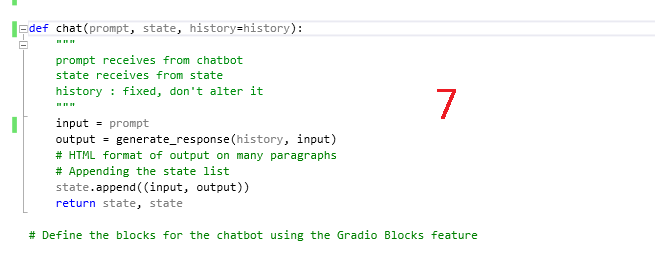 def chat(prompt, state, history=history):
"""
prompt receives from chatbot
state receives from state
history : fixed, don't alter it
"""
7
input = prompt
output = generate_response(history, input)
# HTML format of output on many paragraphs
# Appending the state list
state.append((input, output))
return state, state
# Define the blocks for the chatbot using the Gradio Blocks feature